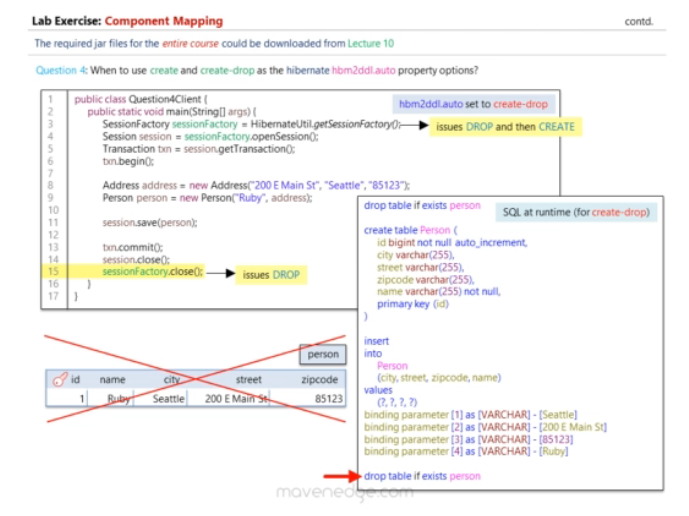 Lab Exercise: Component Mapping
contd.
The required jar files for the entire course could be downloaded from Lecture 10
Question 4: When to use create and create-drop as the hibernate hbm2ddl.auto property options?
hbm2ddl.auto set to create-drop
1 public class Question4Client {
2 public static void main(String[] args) {
3 SessionFactory sessionFactory = HibernateUtil.getSessionFactory();
issues DROP and then CREATE
4 Session session = sessionFactory.openSession();
5 Transaction txn = session.getTransaction();
6 txn.begin();
7
8 Address address = new Address("200 E Main St", "Seattle", "85123");
9 Person person = new Person("Ruby", address);
10
11 session.save(person);
12
13 txn.commit();
14 session.close();
15 sessionFactory.close();
issues DROP
16 }
17 }
SQL at runtime (for create-drop)
drop table if exists person
create table Person (
id bigint not null auto_increment,
city varchar(255),
street varchar(255),
zipcode varchar(255),
name varchar(255) not null,
primary key (id)
)
insert
into
Person
(city, street, zipcode, name)
values
(?, ?, ?, ?)
binding parameter [1] as [VARCHAR] - [Seattle]
binding parameter [2] as [VARCHAR] - [200 E Main St]
binding parameter [3] as [VARCHAR] - [85123]
binding parameter [4] as [VARCHAR] - [Ruby]
drop table if exists person
person
id name city street zipcode
1 Ruby Seattle 200 E Main St 85123
mavenedge.com